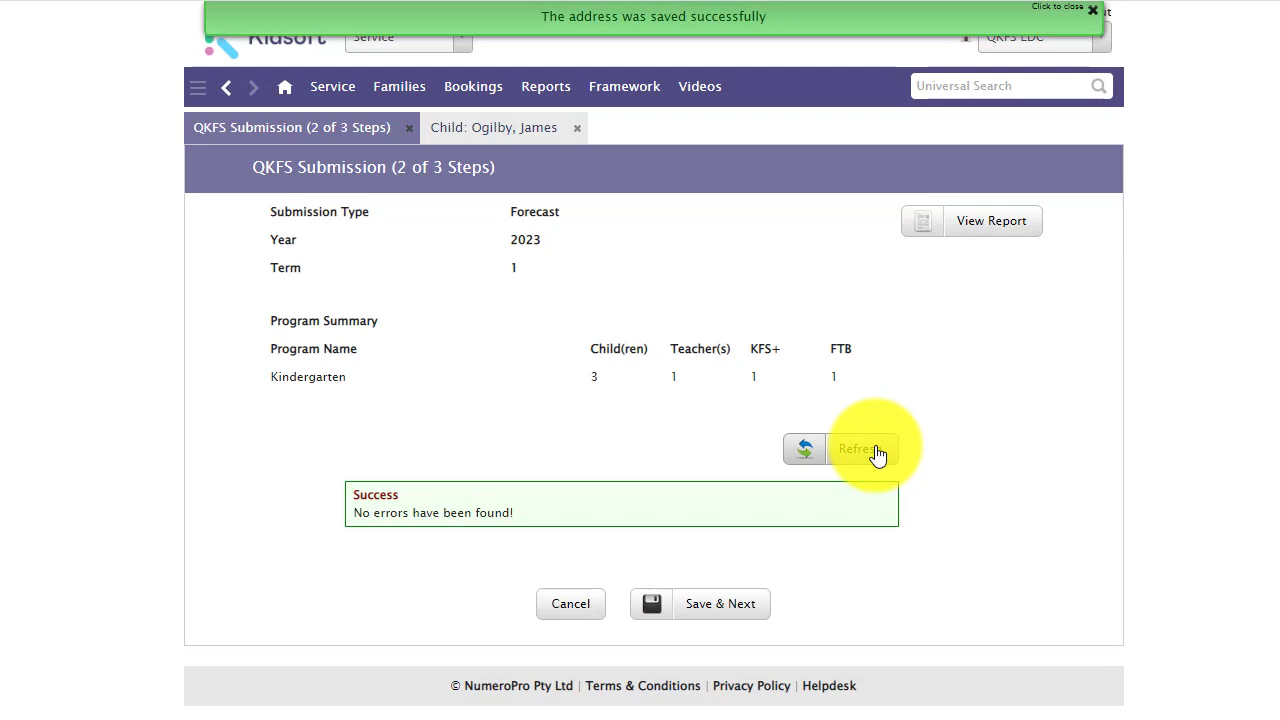 The address was saved successfully
Click to close
ut
Kidsoft
Service
QKFS LDC
Service Families Bookings Reports Framework Videos
Universal Search
QKFS Submission (2 of 3 Steps)
Child: Ogilby, James
QKFS Submission (2 of 3 Steps)
Submission Type Forecast
View Report
Year 2023
Term 1
Program Summary
Program Name Child(ren) Teacher(s) KFS+ FTB
Kindergarten 3 1 1 1
Refresh
Success
No errors have been found!
Cancel
Save & Next
© NumeroPro Pty Ltd | Terms & Conditions | Privacy Policy | Helpdesk